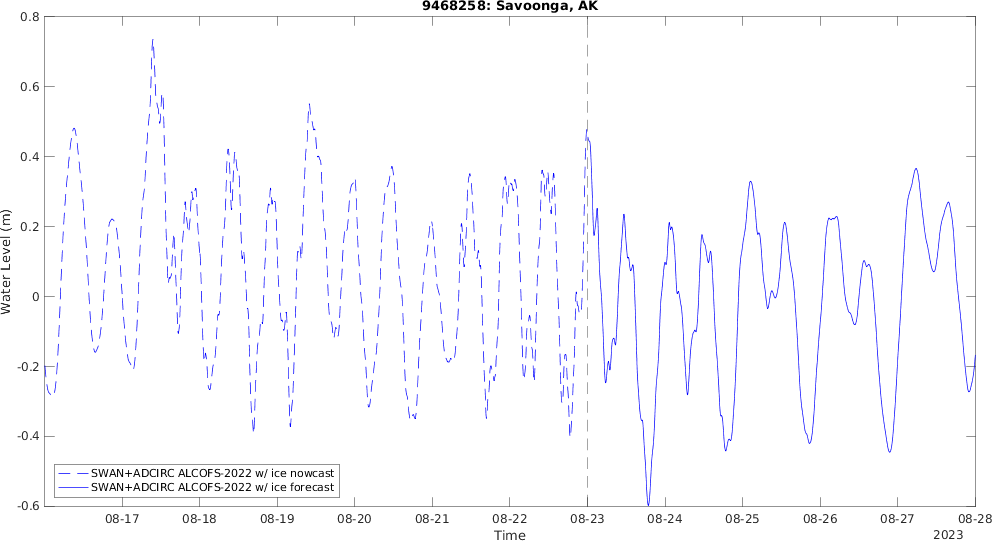 9468258: Savoonga, AK
0.8
0.6
0.4
0.2
0
-0.2
-0.4
-0.6
Water Level (m)
SWAN+ADCIRC ALCOFS-2022 w/ ice nowcast
SWAN+ADCIRC ALCOFS-2022 w/ ice forecast
08-17 08-18 08-19 08-20 08-21 08-22 08-23 08-24 08-25 08-26 08-27 08-28
Time
2023